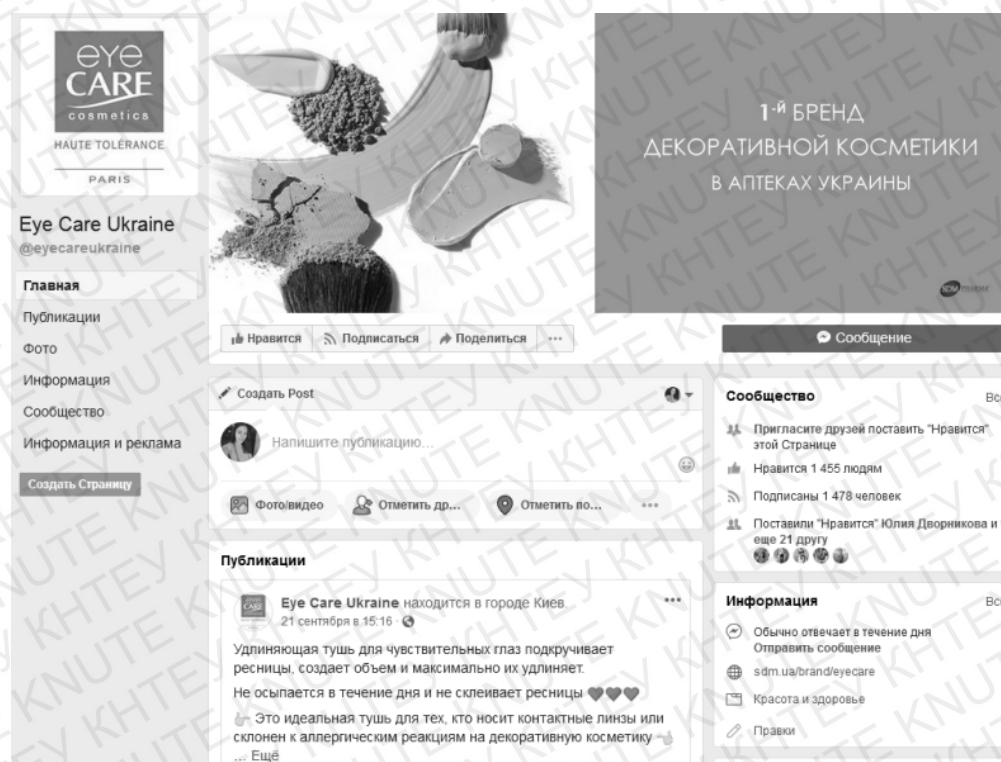 eye
CARE
cosmetics
HAUTE TOLÉRANCE
PARIS
Eye Care Ukraine
@eyecareukraine
Главная
Публикации
Фото
Информация
Сообщество
Информация и реклама
Создать Страницу
1-й БРЕНД
ДЕКОРАТИВНОЙ КОСМЕТИКИ
В АПТЕКАХ УКРАИНЫ
SDM PHARMA
Нравится Подписаться Поделиться ...
Сообщение
Создать Post
Напишите публикацию...
Фото/видео Отметить др... Отметить по... ...
Публикации
Eye Care Ukraine находится в городе Киев.
21 сентября в 15:16 ·
Удлиняющая тушь для чувствительных глаз подкручивает
ресницы, создает объем и максимально их удлиняет.
Не осыпается в течение дня и не склеивает ресницы
Это идеальная тушь для тех, кто носит контактные линзы или
склонен к аллергическим реакциям на декоративную косметику
... Ещё
Сообщество
Пригласите друзей поставить "Нравится"
этой Странице
Нравится 1 455 людям
Подписаны 1 478 человек
Поставили "Нравится" Юлия Дворникова и
еще 21 другу
Информация
Обычно отвечает в течение дня
Отправить сообщение
sdm.ua/brand/eyecare
Красота и здоровье
Правки
KNUTE KHTEY